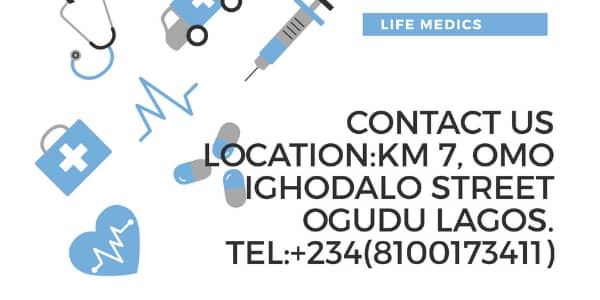 LIFE MEDICS
CONTACT US
LOCATION:KM 7, OMO
IGHODALO STREET
OGUDU LAGOS.
TEL:+234(8100173411)